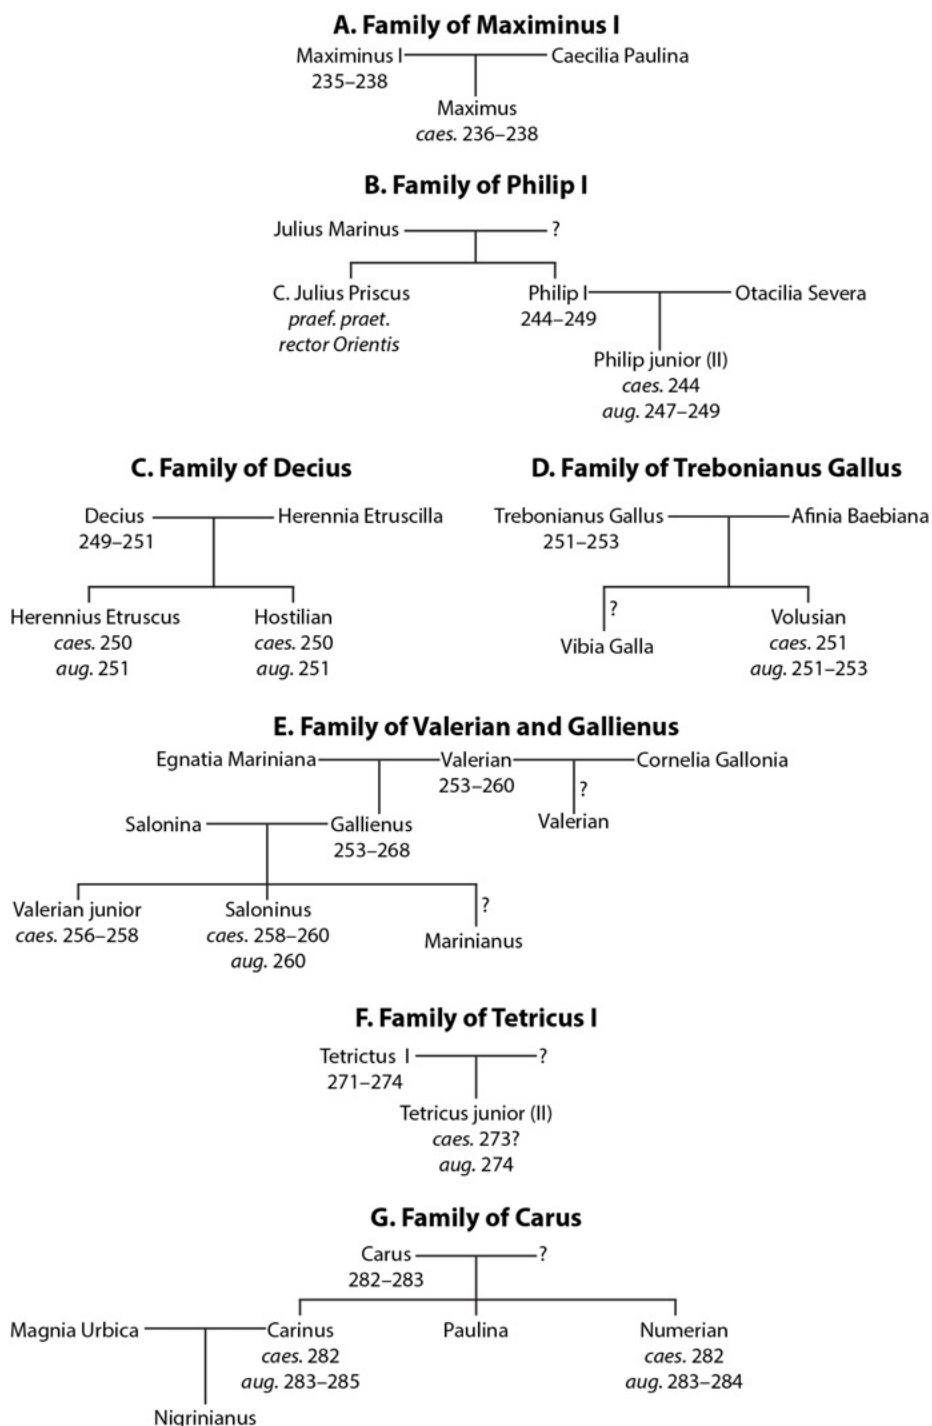 A. Family of Maximinus I
Maximinus I Caecilia Paulina
235–238
Maximus
caes. 236–238
B. Family of Philip I
Julius Marinus ?
C. Julius Priscus Philip I Otacilia Severa
praef. praet. 244–249
rector Orientis
Philip junior (II)
caes. 244
aug. 247–249
C. Family of Decius
Decius Herennia Etruscilla
249–251
Herennius Etruscus Hostilian
caes. 250 caes. 250
aug. 251 aug. 251
D. Family of Trebonianus Gallus
Trebonianus Gallus Afinia Baebiana
251–253
?
Vibia Galla
Volusian
caes. 251
aug. 251–253
E. Family of Valerian and Gallienus
Egnatia Mariniana Valerian Cornelia Gallonia
253–260
?
Salonina Gallienus Valerian
253–268
Valerian junior Saloninus ?
caes. 256–258 caes. 258–260 Marinianus
aug. 260
F. Family of Tetricus I
Tetrictus I ?
271–274
Tetricus junior (II)
caes. 273?
aug. 274
G. Family of Carus
Carus ?
282–283
Magnia Urbica Carinus Paulina Numerian
caes. 282 caes. 282
aug. 283–285 aug. 283–284
Nigrinianus